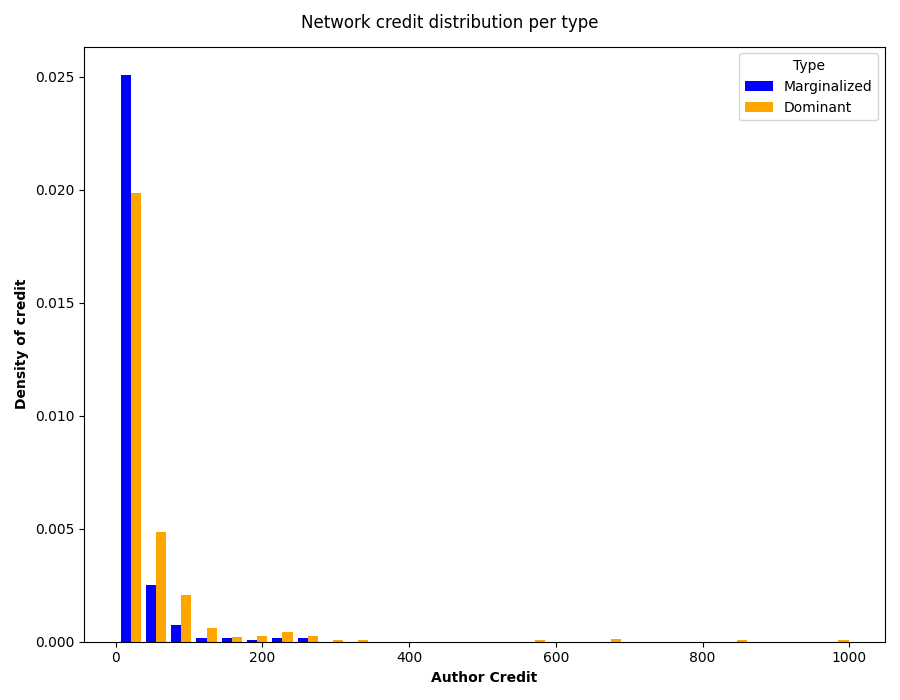 Network credit distribution per type
Type
Marginalized
Dominant
0.025
0.020
0.015
0.010
0.005
0.000
Density of credit
0 200 400 600 800 1000
Author Credit